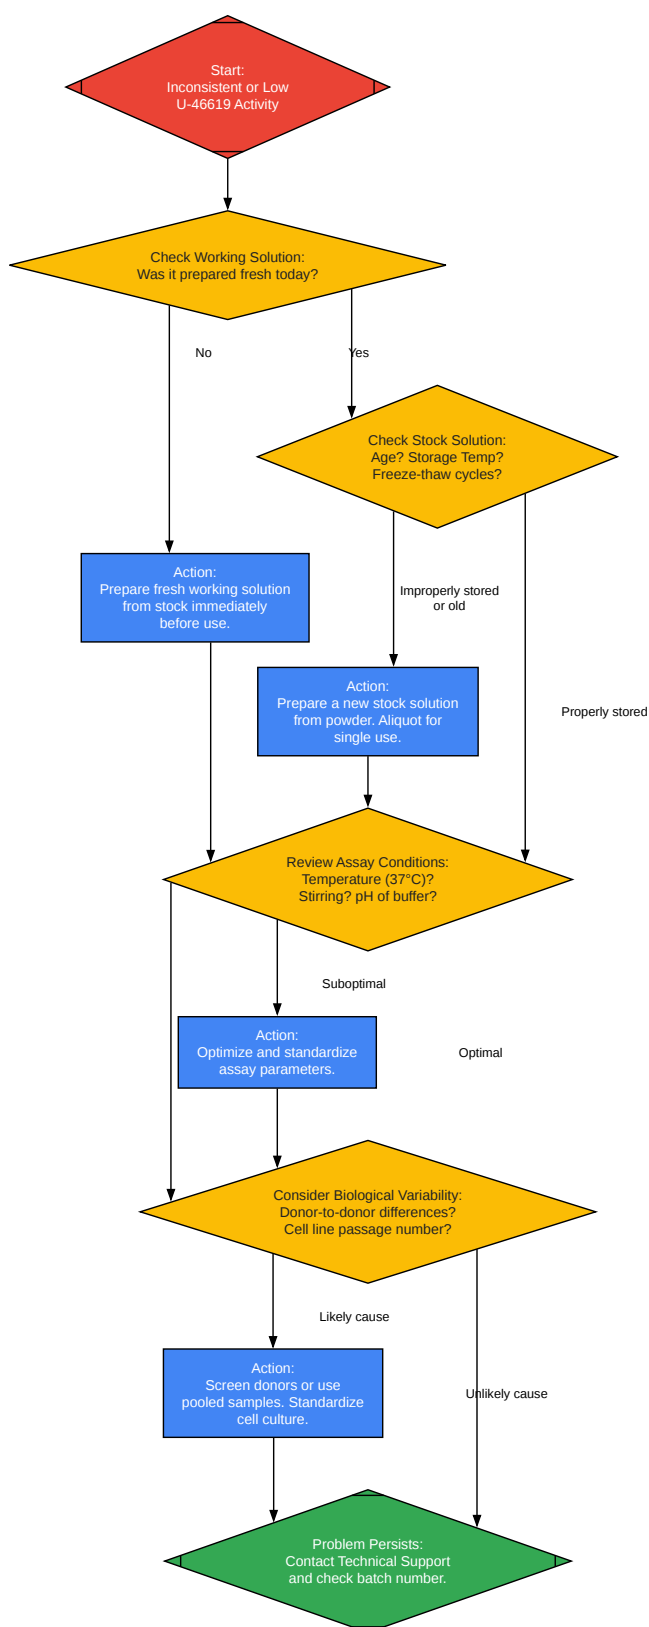 Start:
Inconsistent or Low
U-46619 Activity
Check Working Solution:
Was it prepared fresh today?
No
Yes
Check Stock Solution:
Age? Storage Temp?
Freeze-thaw cycles?
Action:
Prepare fresh working solution
from stock immediately
before use.
Improperly stored
or old
Action:
Prepare a new stock solution
from powder. Aliquot for
single use.
Properly stored
Review Assay Conditions:
Temperature (37°C)?
Stirring? pH of buffer?
Suboptimal
Action:
Optimize and standardize
assay parameters.
Optimal
Consider Biological Variability:
Donor-to-donor differences?
Cell line passage number?
Likely cause
Action:
Screen donors or use
pooled samples. Standardize
cell culture.
Unlikely cause
Problem Persists:
Contact Technical Support
and check batch number.